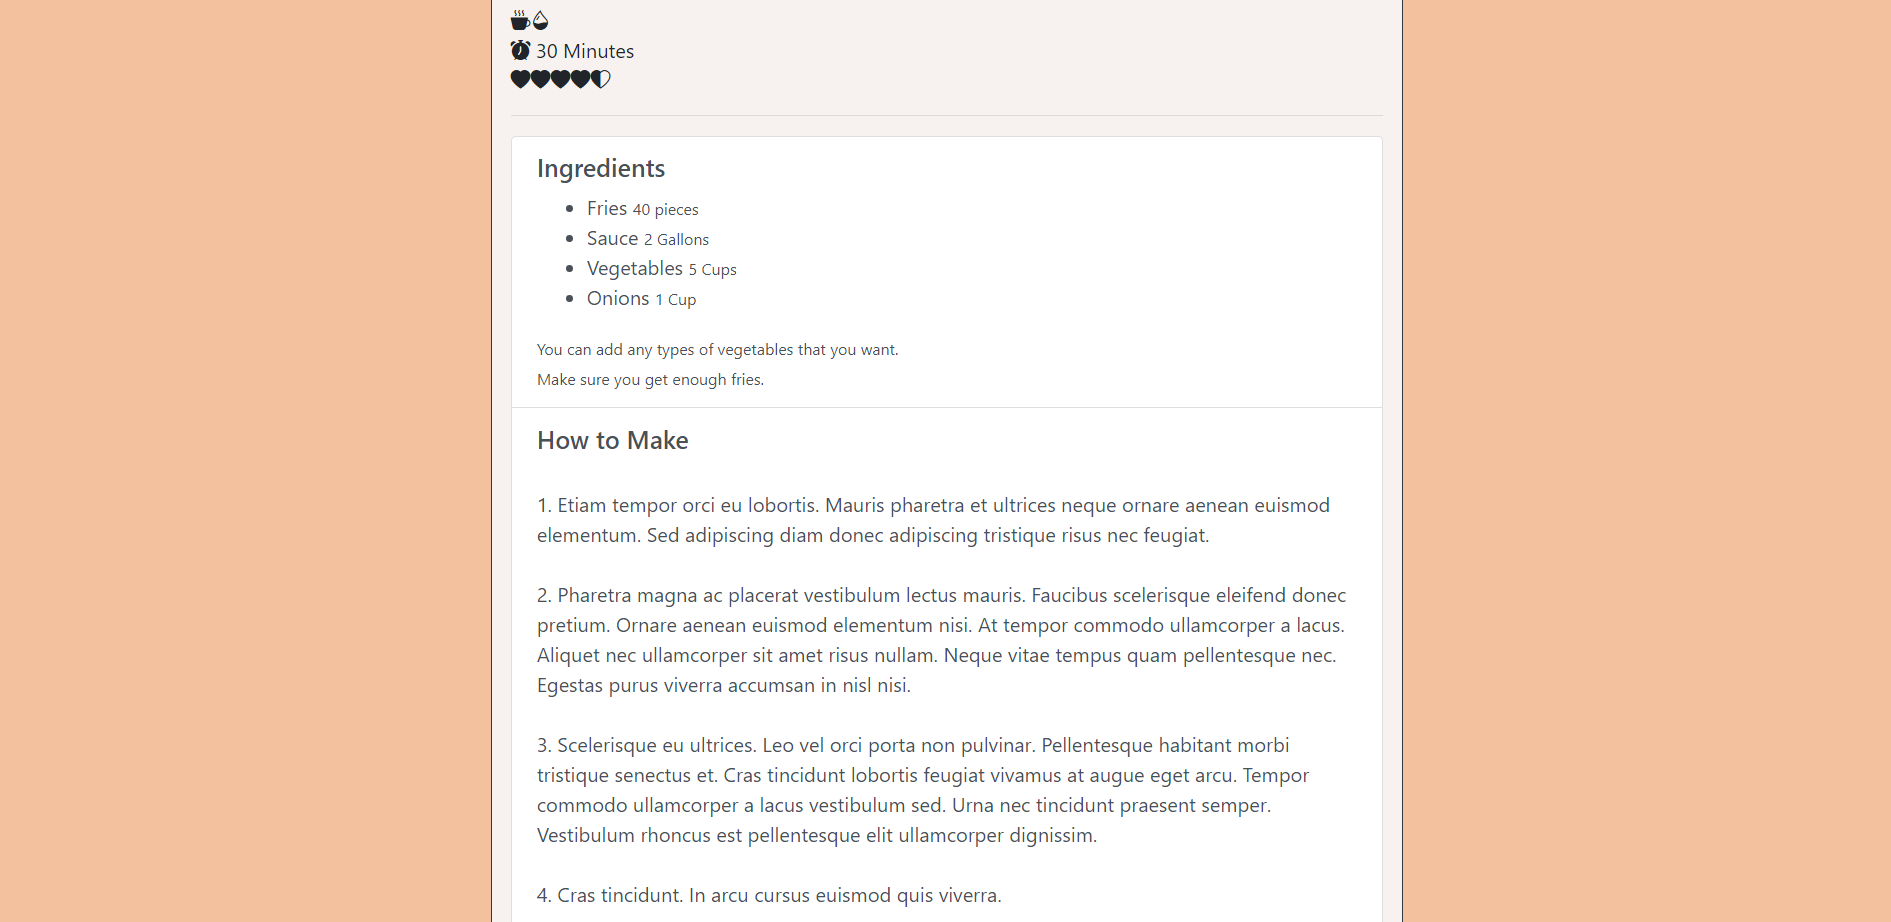 30 Minutes
Ingredients
Fries 40 pieces
Sauce 2 Gallons
Vegetables 5 Cups
Onions 1 Cup
You can add any types of vegetables that you want.
Make sure you get enough fries.
How to Make
1. Etiam tempor orci eu lobortis. Mauris pharetra et ultrices neque ornare aenean euismod
elementum. Sed adipiscing diam donec adipiscing tristique risus nec feugiat.
2. Pharetra magna ac placerat vestibulum lectus mauris. Faucibus scelerisque eleifend donec
pretium. Ornare aenean euismod elementum nisi. At tempor commodo ullamcorper a lacus.
Aliquet nec ullamcorper sit amet risus nullam. Neque vitae tempus quam pellentesque nec.
Egestas purus viverra accumsan in nisl nisi.
3. Scelerisque eu ultrices. Leo vel orci porta non pulvinar. Pellentesque habitant morbi
tristique senectus et. Cras tincidunt lobortis feugiat vivamus at augue eget arcu. Tempor
commodo ullamcorper a lacus vestibulum sed. Urna nec tincidunt praesent semper.
Vestibulum rhoncus est pellentesque elit ullamcorper dignissim.
4. Cras tincidunt. In arcu cursus euismod quis viverra.